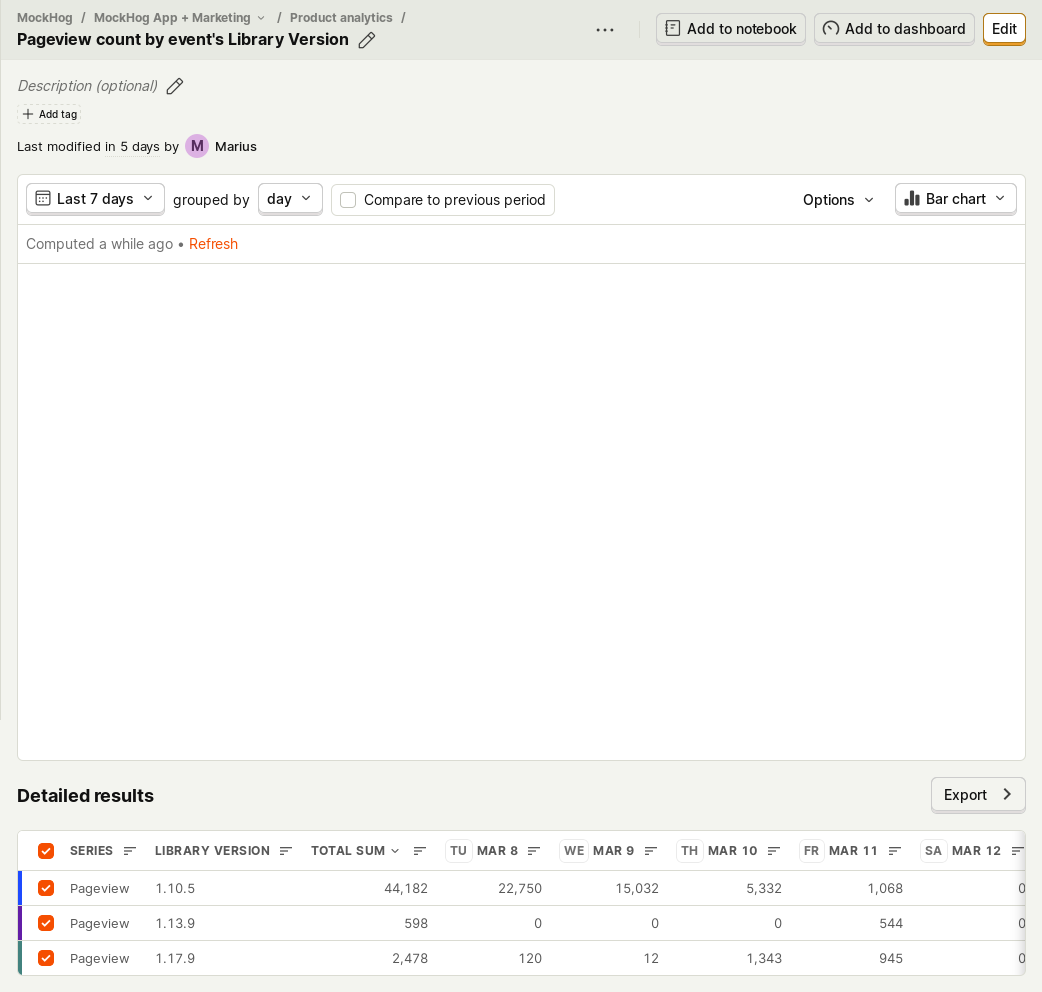 MockHog / MockHog App + Marketing / Product analytics /
Pageview count by event's Library Version
Add to notebook
Add to dashboard
Edit
Description (optional)
Add tag
Last modified in 5 days by M Marius
Last 7 days grouped by day Compare to previous period Options Bar chart
Computed a while ago • Refresh
Detailed results
Export
SERIES LIBRARY VERSION TOTAL SUM TU MAR 8 WE MAR 9 TH MAR 10 FR MAR 11 SA MAR 12
Pageview 1.10.5 44,182 22,750 15,032 5,332 1,068 0
Pageview 1.13.9 598 0 0 0 544 0
Pageview 1.17.9 2,478 120 12 1,343 945 0